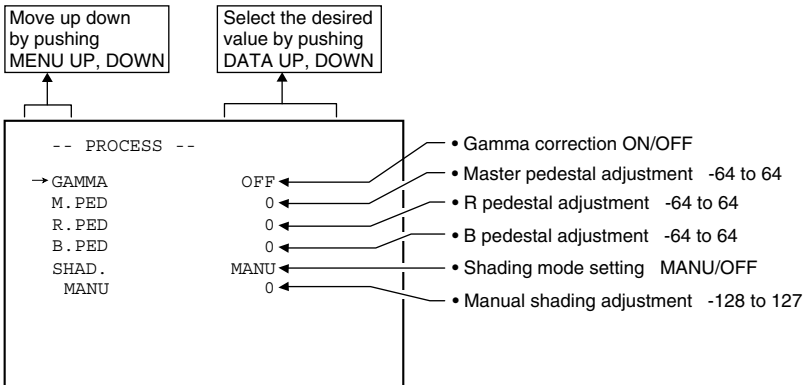 Move up down
by pushing
MENU UP, DOWN
Select the desired
value by pushing
DATA UP, DOWN
-- PROCESS --
→GAMMA OFF
M.PED 0
R.PED 0
B.PED 0
SHAD. MANU
MANU 0
• Gamma correction ON/OFF
• Master pedestal adjustment -64 to 64
• R pedestal adjustment -64 to 64
• B pedestal adjustment -64 to 64
• Shading mode setting MANU/OFF
• Manual shading adjustment -128 to 127